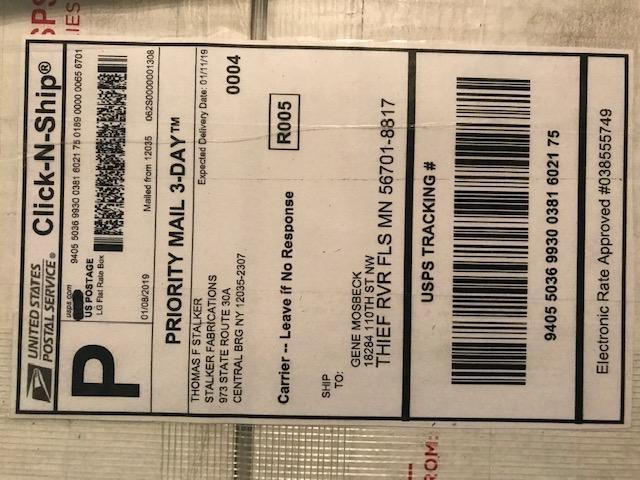 UNITED STATES
POSTAL SERVICE®
Click-N-Ship®
P
usps.com
US POSTAGE
LG Flat Rate Box
9405 5036 9930 0381 6021 75 0189 0000 0065 6701
01/08/2019
Mailed from 12035
062S0000001308
PRIORITY MAIL 3-DAY™
THOMAS F STALKER
STALKER FABRICATIONS
973 STATE ROUTE 30A
CENTRAL BRG NY 12035-2307
Expected Delivery Date: 01/11/19
0004
Carrier -- Leave if No Response
R005
SHIP
TO:
GENE MOSBECK
16284 110TH ST NW
THIEF RVR FLS MN 56701-8817
USPS TRACKING #
9405 5036 9930 0381 6021 75
Electronic Rate Approved #038555749
ROM: